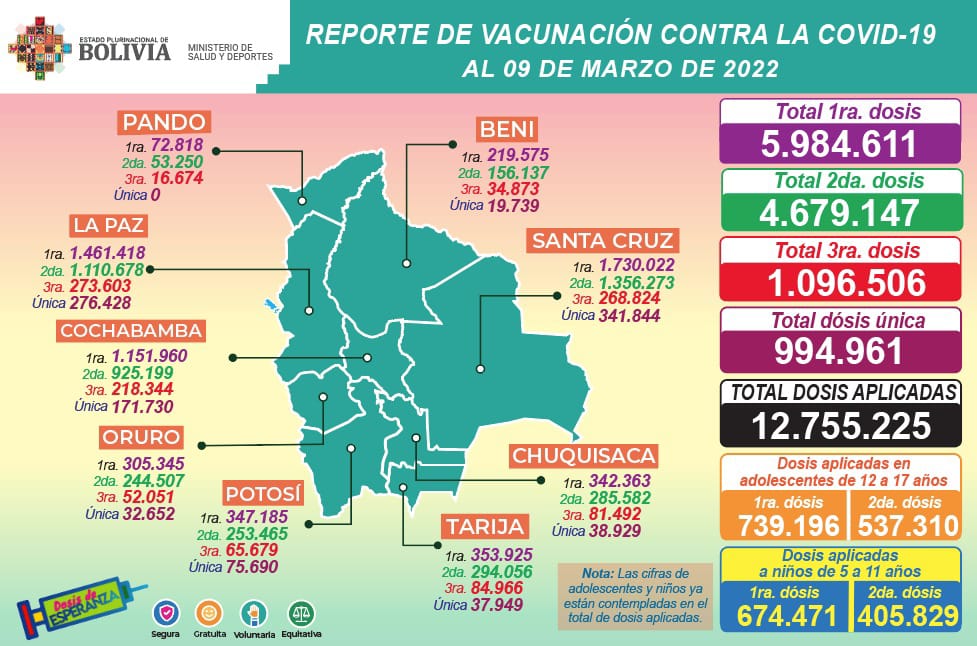 ESTADO PLURINACIONAL DE
BOLIVIA
MINISTERIO DE
SALUD Y DEPORTES
REPORTE DE VACUNACIÓN CONTRA LA COVID-19
AL 09 DE MARZO DE 2022
PANDO
1ra. 72.818
2da. 53.250
3ra. 16.674
Única 0
BENI
1ra. 219.575
2da. 156.137
3ra. 34.873
Única 19.739
LA PAZ
1ra. 1.461.418
2da. 1.110.678
3ra. 273.603
Única 276.428
SANTA CRUZ
1ra. 1.730.022
2da. 1.356.273
3ra. 268.824
Única 341.844
COCHABAMBA
1ra. 1.151.960
2da. 925.199
3ra. 218.344
Única 171.730
ORURO
1ra. 305.345
2da. 244.507
3ra. 52.051
Única 32.652
POTOSÍ
1ra. 347.185
2da. 253.465
3ra. 65.679
Única 75.690
CHUQUISACA
1ra. 342.363
2da. 285.582
3ra. 81.492
Única 38.929
TARIJA
1ra. 353.925
2da. 294.056
3ra. 84.966
Única 37.949
Total 1ra. dosis
5.984.611
Total 2da. dosis
4.679.147
Total 3ra. dosis
1.096.506
Total dósis única
994.961
TOTAL DOSIS APLICADAS
12.755.225
Dosis aplicadas en
adolescentes de 12 a 17 años
1ra. dósis
739.196
2da. dósis
537.310
Dosis aplicadas
a niños de 5 a 11 años
1ra. dósis
674.471
2da. dósis
405.829
Nota: Las cifras de
adolescentes y niños ya
están contempladas en el
total de dosis aplicadas.
Dosis de
ESPERANZA
Segura
Gratuita
Voluntaria
Equitativa